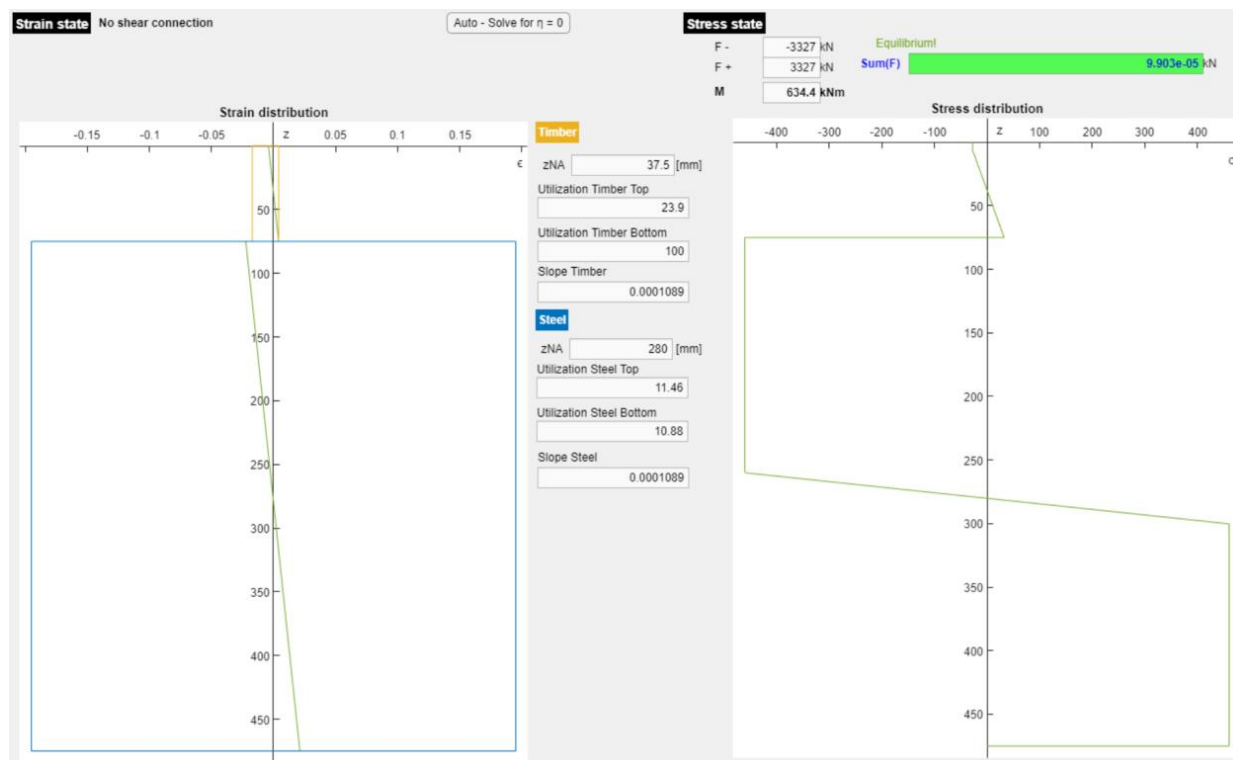 Strain state No shear connection Auto - Solve for η = 0
Stress state
F - -3327 kN
F + 3327 kN
M 634.4 kNm
Equilibrium!
Sum(F) 9.903e-05 kN
Strain distribution
-0.15 -0.1 -0.05 z 0.05 0.1 0.15
ϵ
50
100
150
200
250
300
350
400
450
Timber
zNA 37.5 [mm]
Utilization Timber Top
23.9
Utilization Timber Bottom
100
Slope Timber
0.0001089
Steel
zNA 280 [mm]
Utilization Steel Top
11.46
Utilization Steel Bottom
10.88
Slope Steel
0.0001089
Stress distribution
-400 -300 -200 -100 z 100 200 300 400
50
100
150
200
250
300
350
400
450